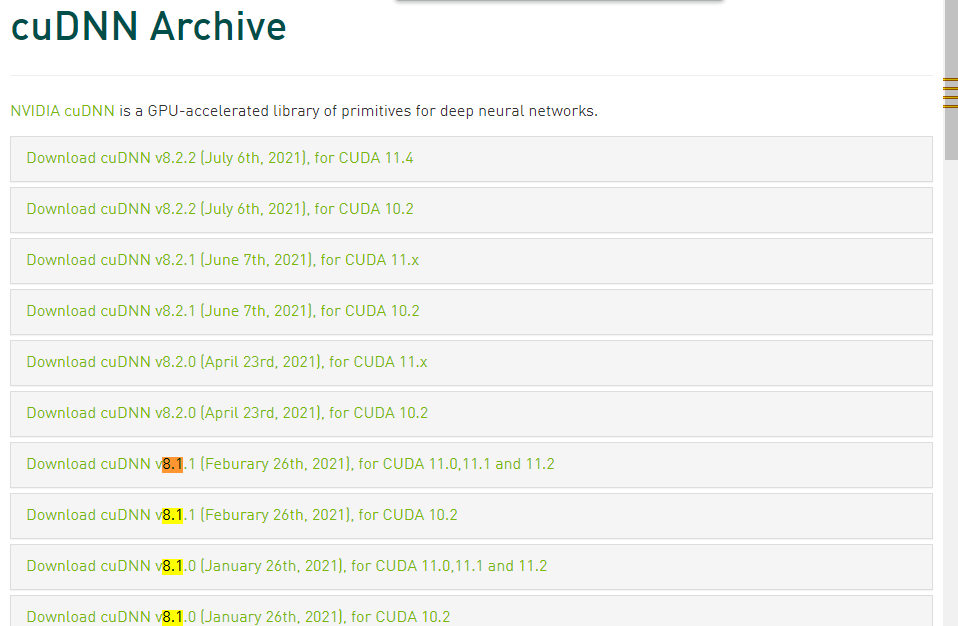 cuDNN Archive
NVIDIA cuDNN is a GPU-accelerated library of primitives for deep neural networks.
Download cuDNN v8.2.2 (July 6th, 2021), for CUDA 11.4
Download cuDNN v8.2.2 (July 6th, 2021), for CUDA 10.2
Download cuDNN v8.2.1 (June 7th, 2021), for CUDA 11.x
Download cuDNN v8.2.1 (June 7th, 2021), for CUDA 10.2
Download cuDNN v8.2.0 (April 23rd, 2021), for CUDA 11.x
Download cuDNN v8.2.0 (April 23rd, 2021), for CUDA 10.2
Download cuDNN v8.1.1 (Feburary 26th, 2021), for CUDA 11.0,11.1 and 11.2
Download cuDNN v8.1.1 (Feburary 26th, 2021), for CUDA 10.2
Download cuDNN v8.1.0 (January 26th, 2021), for CUDA 11.0,11.1 and 11.2
Download cuDNN v8.1.0 (January 26th, 2021), for CUDA 10.2